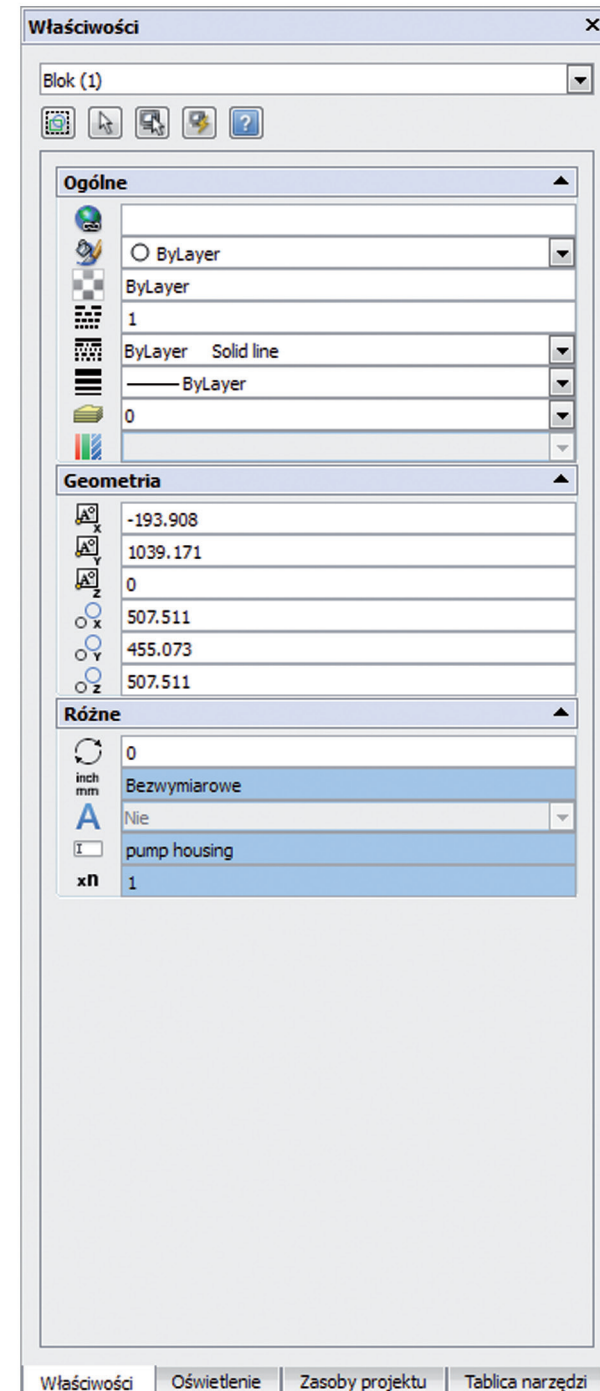 Właściwości
Blok (1)
Ogólne
ByLayer
ByLayer
1
ByLayer Solid line
ByLayer
0
Geometria
X -193.908
Y 1039.171
Z 0
X 507.511
Y 455.073
Z 507.511
Różne
0
inch mm Bezwymiarowe
A Nie
I pump housing
xn 1
Właściwości Oświetlenie Zasoby projektu Tablica narzędzi